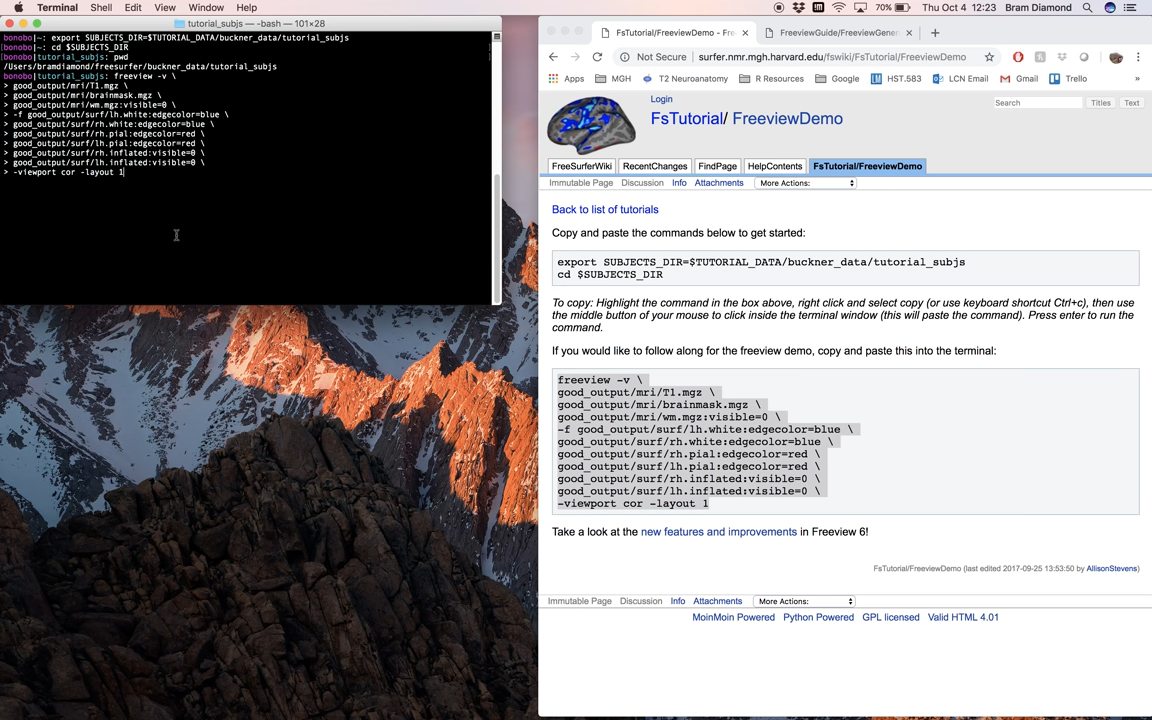 Terminal Shell Edit View Window Help
70% Thu Oct 4 12:23 Bram Diamond
tutorial_subjs — -bash — 101×28
bonobo|~: export SUBJECTS_DIR=$TUTORIAL_DATA/buckner_data/tutorial_subjs
[bonobo|~: cd $SUBJECTS_DIR ]
[bonobo|tutorial_subjs: pwd ]
/Users/bramdiamond/freesurfer/buckner_data/tutorial_subjs
bonobo|tutorial_subjs: freeview -v \
> good_output/mri/T1.mgz \
> good_output/mri/brainmask.mgz \
> good_output/mri/wm.mgz:visible=0 \
> -f good_output/surf/lh.white:edgecolor=blue \
> good_output/surf/rh.white:edgecolor=blue \
> good_output/surf/rh.pial:edgecolor=red \
> good_output/surf/lh.pial:edgecolor=red \
> good_output/surf/rh.inflated:visible=0 \
> good_output/surf/lh.inflated:visible=0 \
> -viewport cor -layout 1
FsTutorial/FreeviewDemo - Fre
FreeviewGuide/FreeviewGener
Not Secure | surfer.nmr.mgh.harvard.edu/fswiki/FsTutorial/FreeviewDemo
Apps MGH T2 Neuroanatomy R Resources Google HST.583 LCN Email Gmail Trello »
Login
Search Titles Text
FsTutorial/ FreeviewDemo
FreeSurferWiki RecentChanges FindPage HelpContents FsTutorial/FreeviewDemo
Immutable Page Discussion Info Attachments More Actions:
Back to list of tutorials
Copy and paste the commands below to get started:
export SUBJECTS_DIR=$TUTORIAL_DATA/buckner_data/tutorial_subjs
cd $SUBJECTS_DIR
To copy: Highlight the command in the box above, right click and select copy (or use keyboard shortcut Ctrl+c), then use
the middle button of your mouse to click inside the terminal window (this will paste the command). Press enter to run the
command.
If you would like to follow along for the freeview demo, copy and paste this into the terminal:
freeview -v \
good_output/mri/T1.mgz \
good_output/mri/brainmask.mgz \
good_output/mri/wm.mgz:visible=0 \
-f good_output/surf/lh.white:edgecolor=blue \
good_output/surf/rh.white:edgecolor=blue \
good_output/surf/rh.pial:edgecolor=red \
good_output/surf/lh.pial:edgecolor=red \
good_output/surf/rh.inflated:visible=0 \
good_output/surf/lh.inflated:visible=0 \
-viewport cor -layout 1
Take a look at the new features and improvements in Freeview 6!
FsTutorial/FreeviewDemo (last edited 2017-09-25 13:53:50 by AllisonStevens)
Immutable Page Discussion Info Attachments More Actions:
MoinMoin Powered Python Powered GPL licensed Valid HTML 4.01